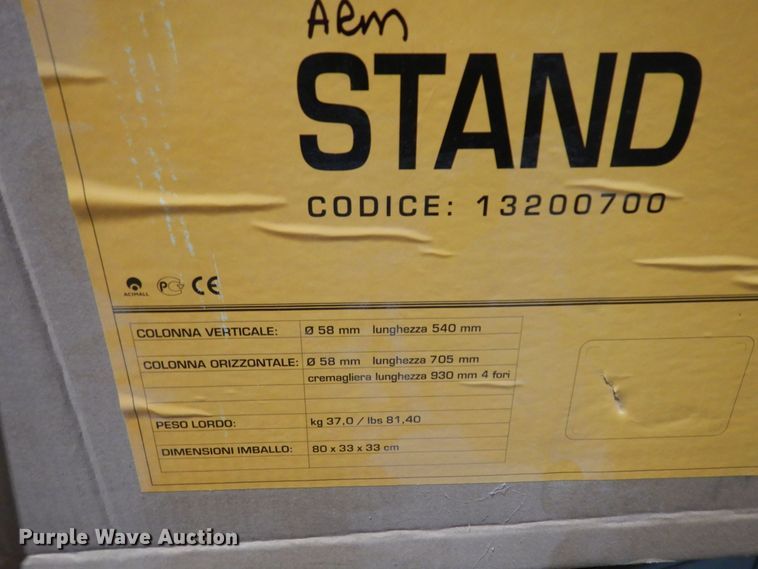 ARM
STAND
CODICE: 13200700
ACIMALL PG CE
COLONNA VERTICALE: Ø 58 mm lunghezza 540 mm
COLONNA ORIZZONTALE: Ø 58 mm lunghezza 705 mm
cremagliera lunghezza 930 mm 4 fori
PESO LORDO: kg 37,0 / lbs 81,40
DIMENSIONI IMBALLO: 80 x 33 x 33 cm
Purple Wave Auction